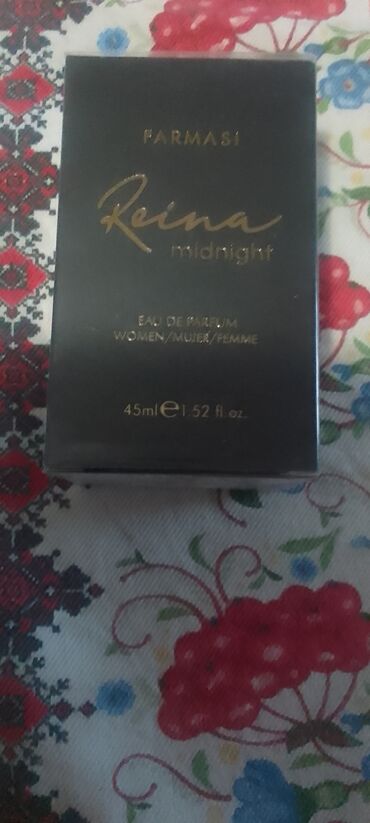 FARMASi
Reina
midnight
EAU DE PARFUM
WOMEN/MUJER/FEMME
45ml℮1.52 fl.oz.